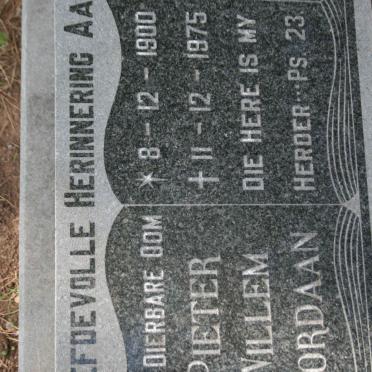 EFDEVOLLE HERINNERING AA
DIERBARE OOM
PIETER
WILLEM
ORDAAN
* 8 – 12 – 1900
† 11 – 12 – 1975
DIE HERE IS MY
HERDER · PS. 23